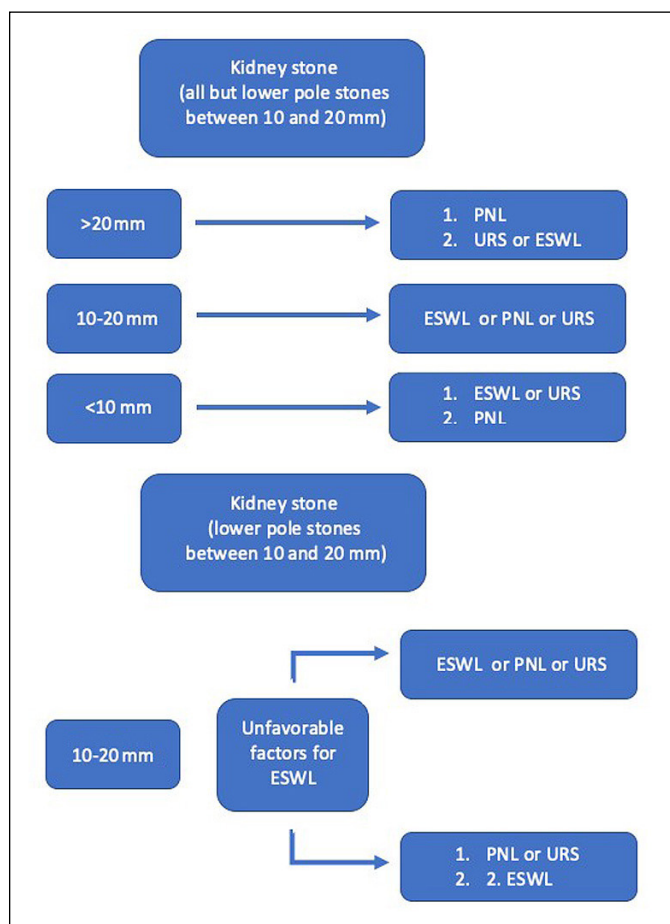 Kidney stone
(all but lower pole stones
between 10 and 20 mm)
>20 mm
1. PNL
2. URS or ESWL
10-20 mm
ESWL or PNL or URS
<10 mm
1. ESWL or URS
2. PNL
Kidney stone
(lower pole stones
between 10 and 20 mm)
ESWL or PNL or URS
10-20 mm
Unfavorable
factors for
ESWL
1. PNL or URS
2. 2. ESWL